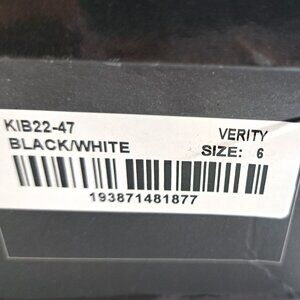 KIB22-47 VERITY
BLACK/WHITE SIZE: 6
193871481877